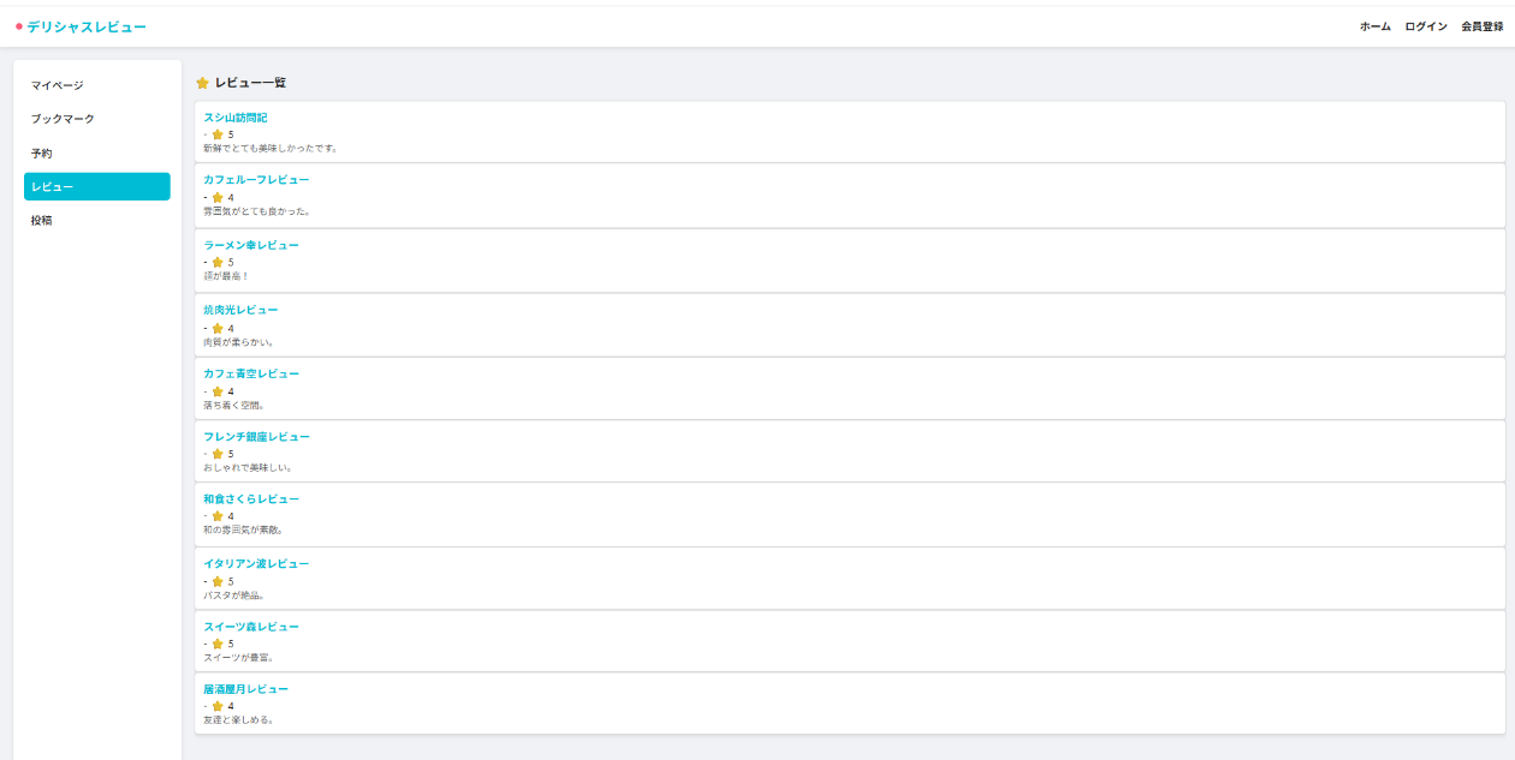 デリシャスレビュー
ホーム ログイン 会員登録
マイページ
ブックマーク
予約
レビュー
投稿
レビュー一覧
スシ山訪問記
- ⭐ 5
新鮮でとても美味しかったです。
カフェルーフレビュー
- ⭐ 4
雰囲気がとても良かった。
ラーメン幸レビュー
- ⭐ 5
麺が最高！
焼肉光レビュー
- ⭐ 4
肉質が柔らかい。
カフェ青空レビュー
- ⭐ 4
落ち着く空間。
フレンチ銀座レビュー
- ⭐ 5
おしゃれで美味しい。
和食さくらレビュー
- ⭐ 4
和の雰囲気が素敵。
イタリアン波レビュー
- ⭐ 5
パスタが絶品。
スイーツ森レビュー
- ⭐ 5
スイーツが豊富。
居酒屋月レビュー
- ⭐ 4
友達と楽しめる。